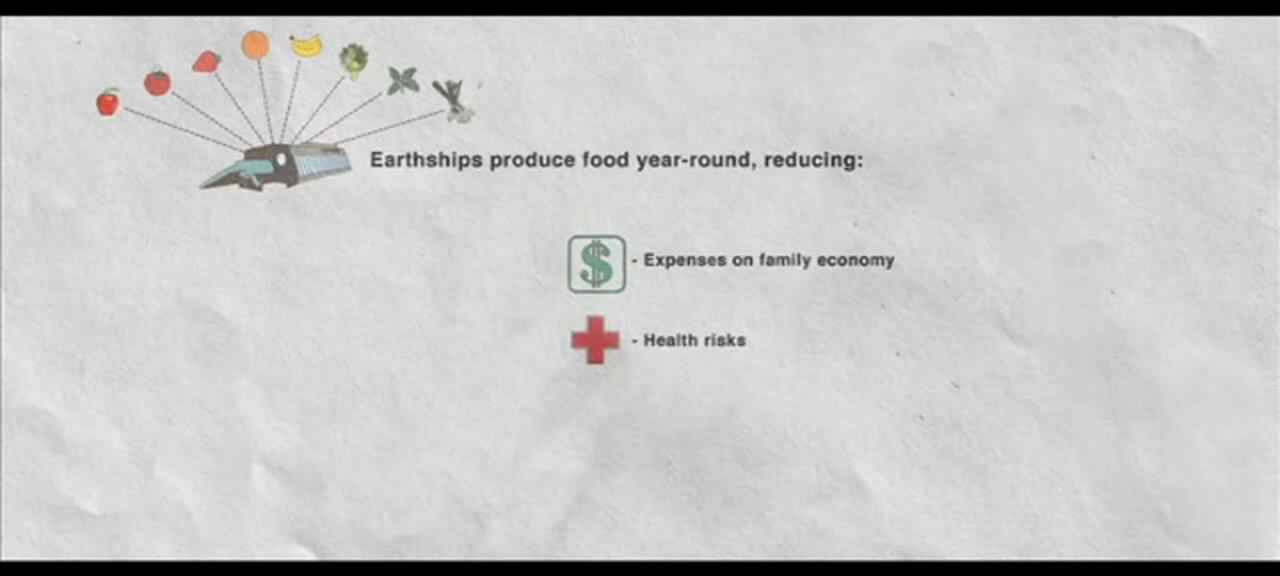 Earthships produce food year-round, reducing:
$
- Expenses on family economy
- Health risks